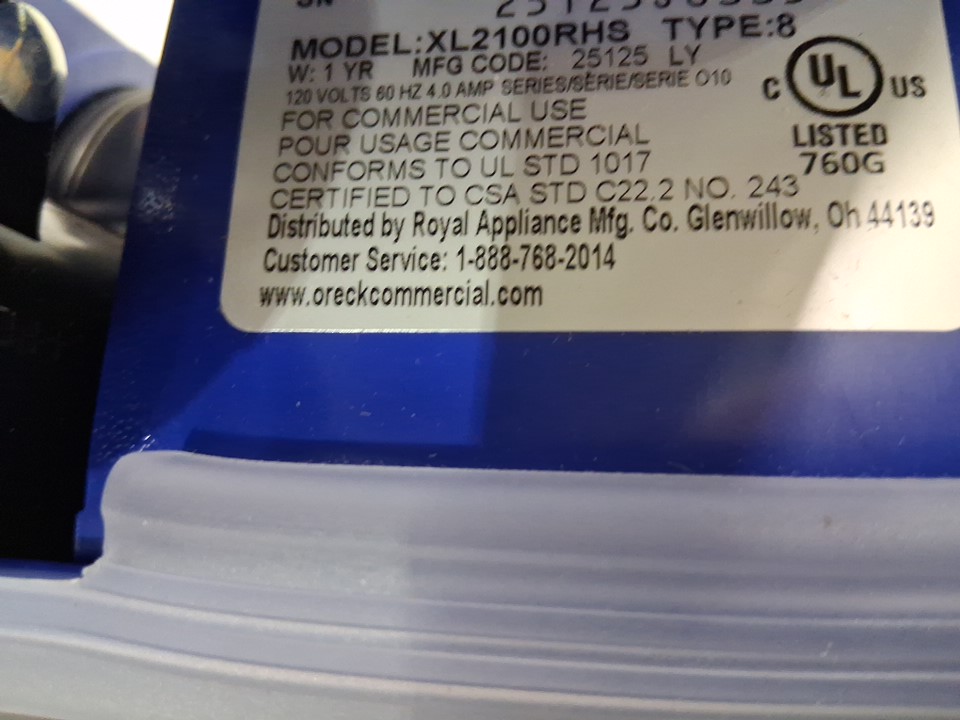 SN
MODEL:XL2100RHS TYPE:8
W: 1 YR MFG CODE: 25125 LY
120 VOLTS 60 HZ 4.0 AMP SERIES/SERIE/SERIE O10
FOR COMMERCIAL USE
POUR USAGE COMMERCIAL
CONFORMS TO UL STD 1017
CERTIFIED TO CSA STD C22.2 NO. 243
Distributed by Royal Appliance Mfg. Co. Glenwillow, Oh 44139
Customer Service: 1-888-768-2014
www.oreckcommercial.com
C UL US
LISTED
760G